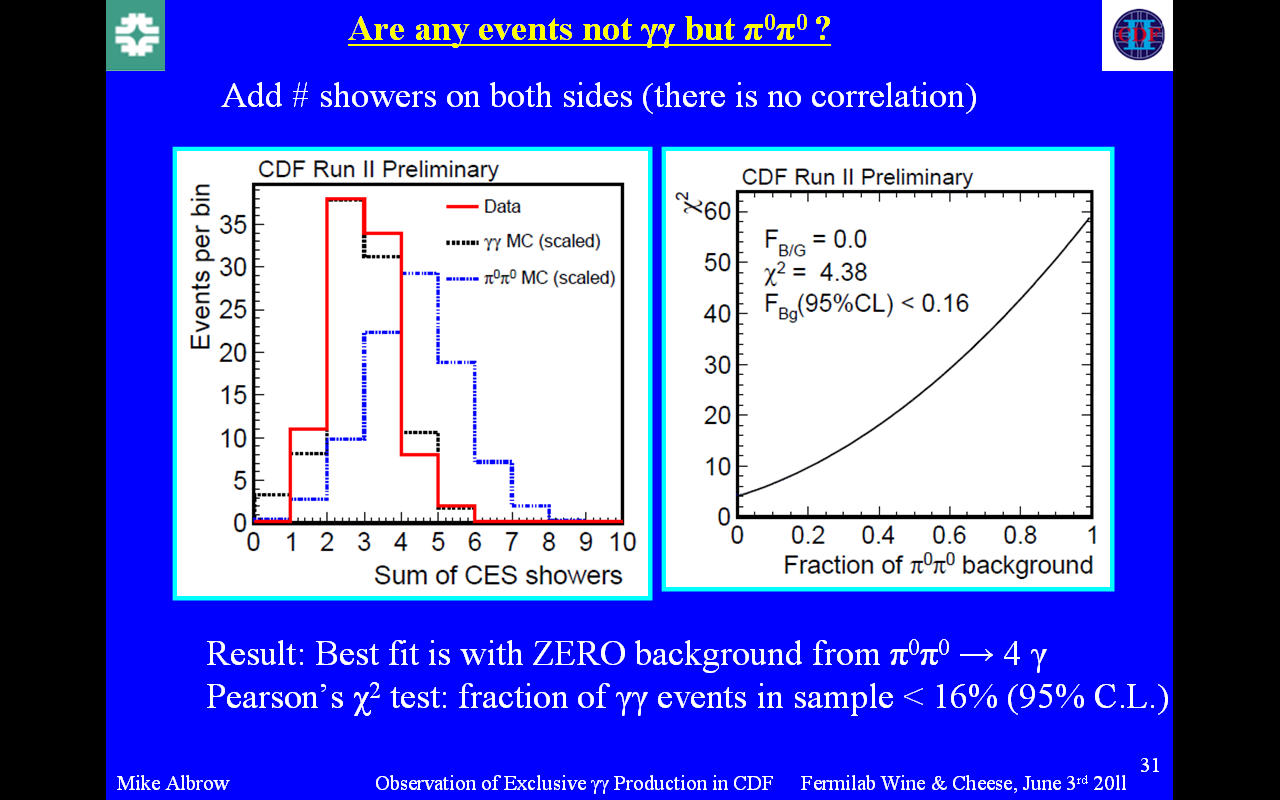 Are any events not γγ but π⁰π⁰ ?
Add # showers on both sides (there is no correlation)
CDF Run II Preliminary
Events per bin
35
30
25
20
15
10
5
0
Data
γγ MC (scaled)
π⁰π⁰ MC (scaled)
0 1 2 3 4 5 6 7 8 9 10
Sum of CES showers
CDF Run II Preliminary
χ²
60
50
40
30
20
10
0
F_B/G = 0.0
χ² = 4.38
F_Bg(95%CL) < 0.16
0 0.2 0.4 0.6 0.8 1
Fraction of π⁰π⁰ background
Result: Best fit is with ZERO background from π⁰π⁰ → 4 γ
Pearson’s χ² test: fraction of γγ events in sample < 16% (95% C.L.)
31
Mike Albrow Observation of Exclusive γγ Production in CDF Fermilab Wine & Cheese, June 3rd 20ll